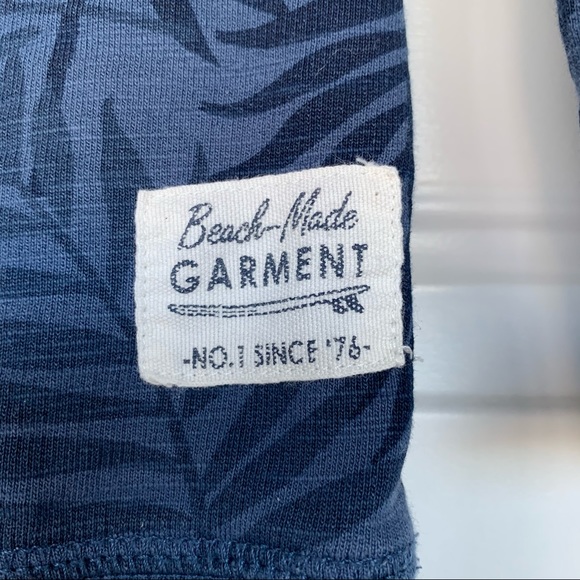 Beach-Made
GARMENT
-NO.1 SINCE '76-